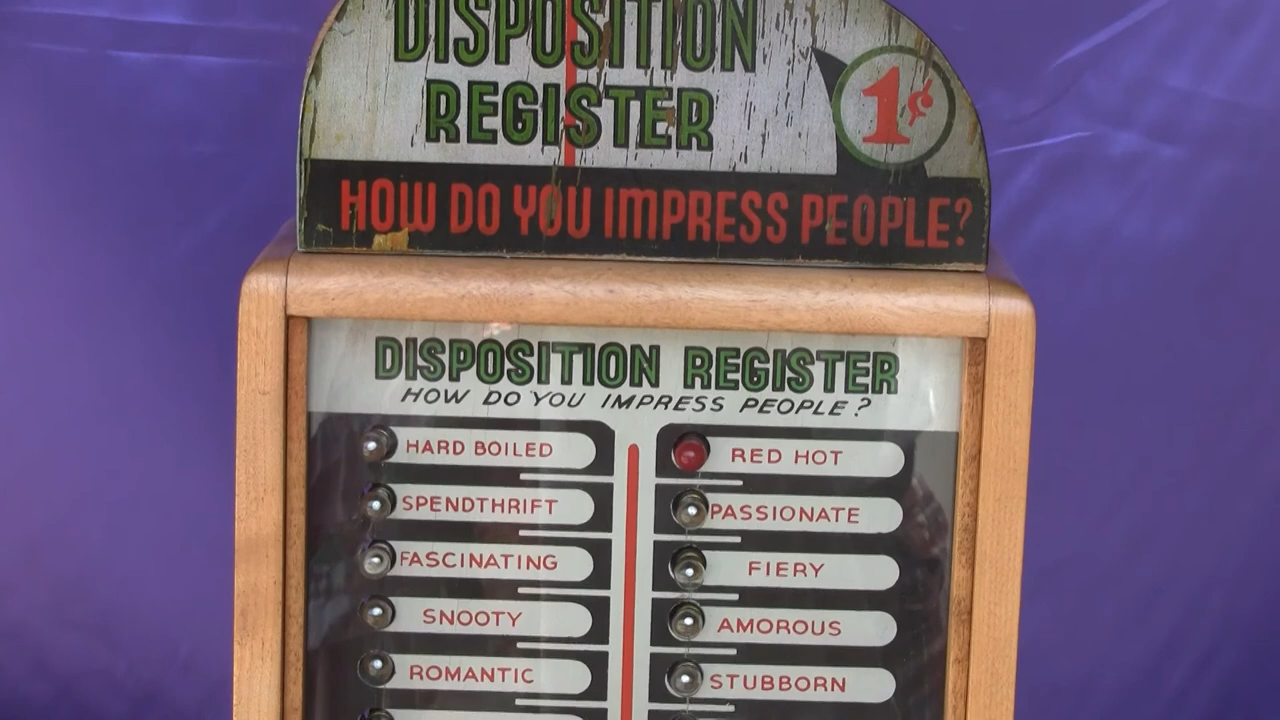 DISPOSITION
REGISTER
1¢
HOW DO YOU IMPRESS PEOPLE?
DISPOSITION REGISTER
HOW DO YOU IMPRESS PEOPLE?
HARD BOILED
SPENDTHRIFT
FASCINATING
SNOOTY
ROMANTIC
RED HOT
PASSIONATE
FIERY
AMOROUS
STUBBORN